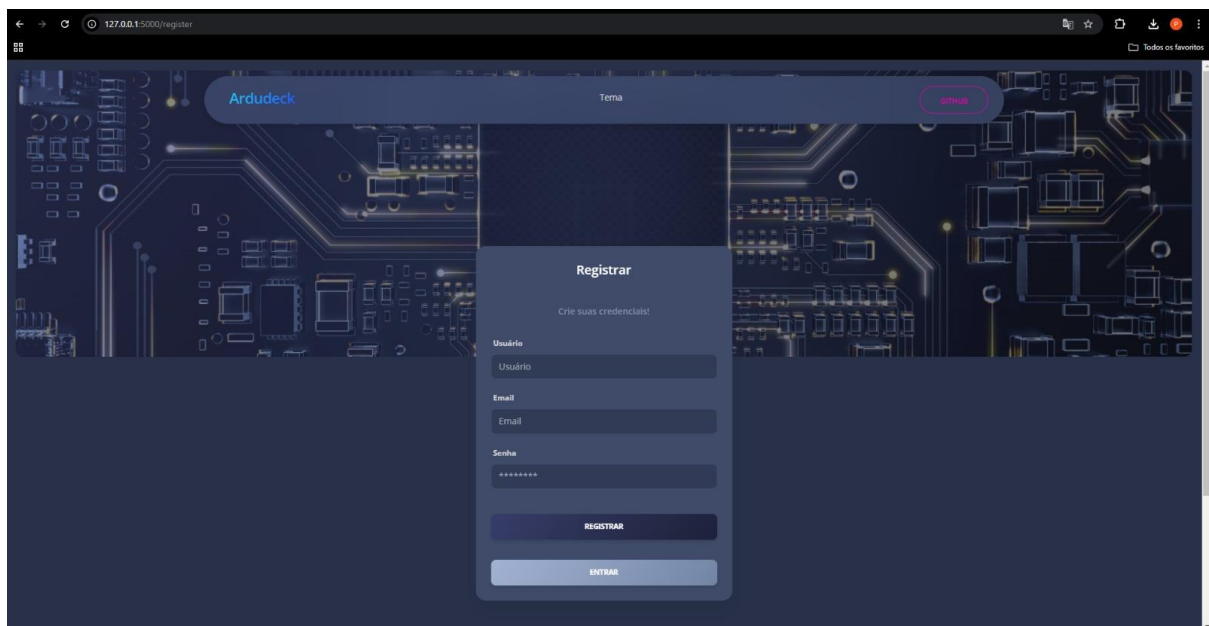 127.0.0.1:5000/register
Todos os favoritos
Ardudeck
Tema
GITHUB
Registrar
Crie suas credenciais!
Usuário
Usuário
Email
Email
Senha
********
REGISTRAR
ENTRAR